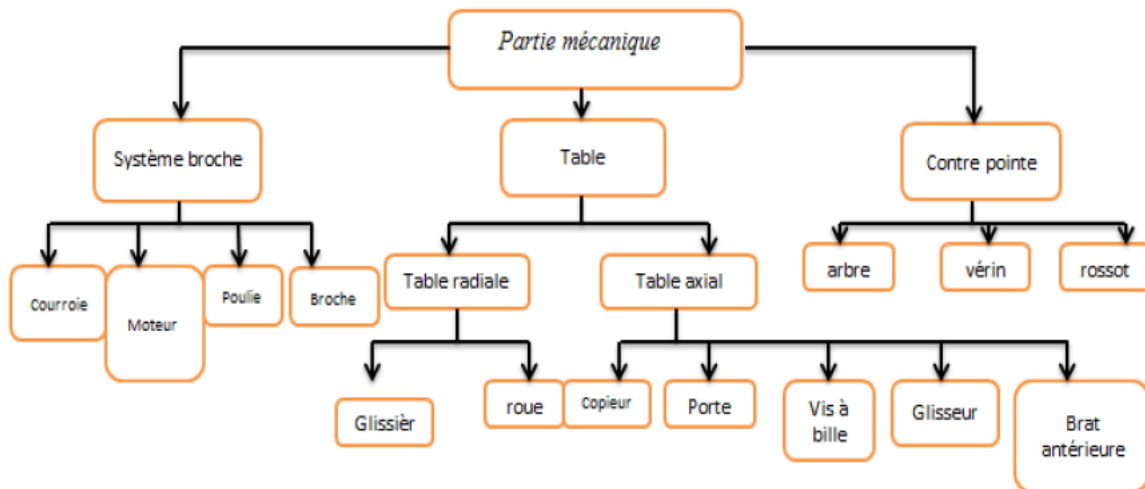 Partie mécanique
Système broche
Table
Contre pointe
Courroie
Moteur
Poulie
Broche
Table radiale
Table axial
arbre
vérin
rossot
Glissièr
roue
Copieur
Porte
Vis à
bille
Glisseur
Brat
antérieure